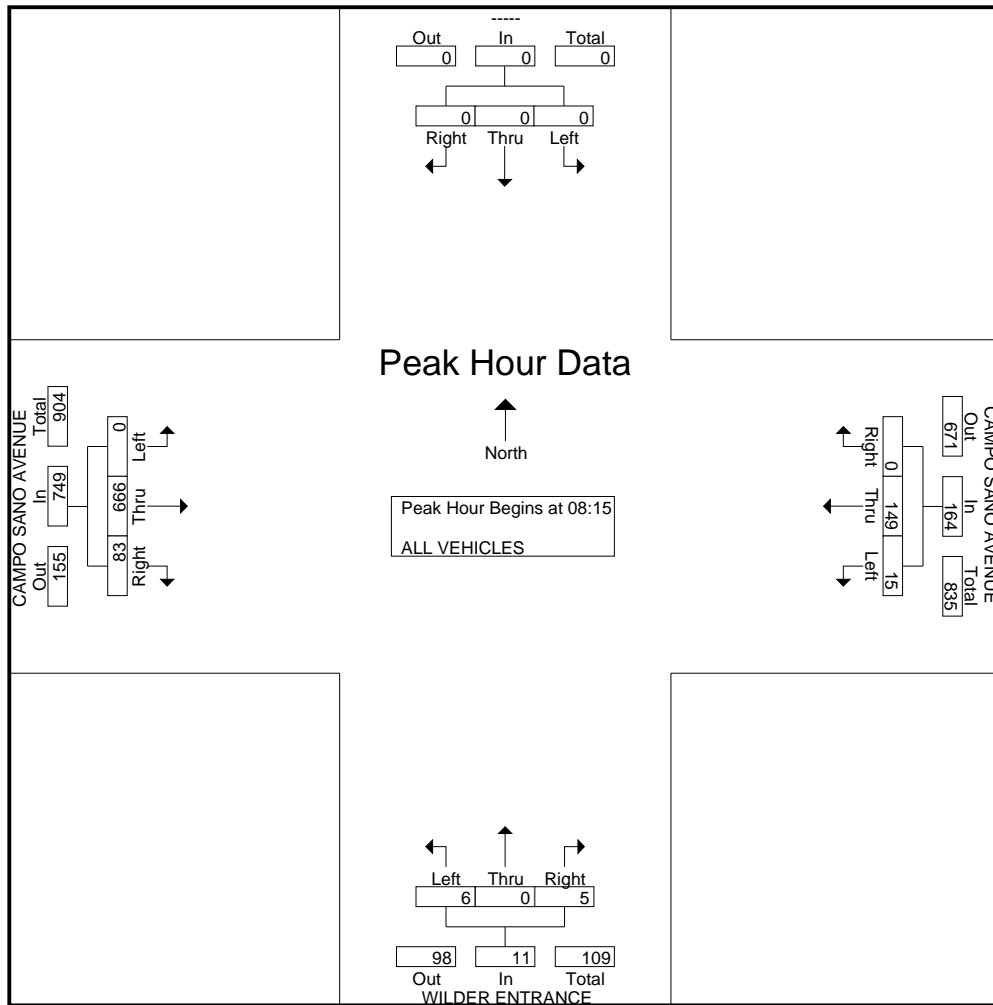 -----
Out In Total
0 0 0
0 0 0
Right Thru Left
Peak Hour Data
North
Peak Hour Begins at 08:15
ALL VEHICLES
CAMPO SANO AVENUE
Out In Total
155 749 904
83 666 0
Right Thru Left
CAMPO SANO AVENUE
Out In Total
671 164 835
0 149 15
Right Thru Left
Left Thru Right
6 0 5
98 11 109
Out In Total
WILDER ENTRANCE